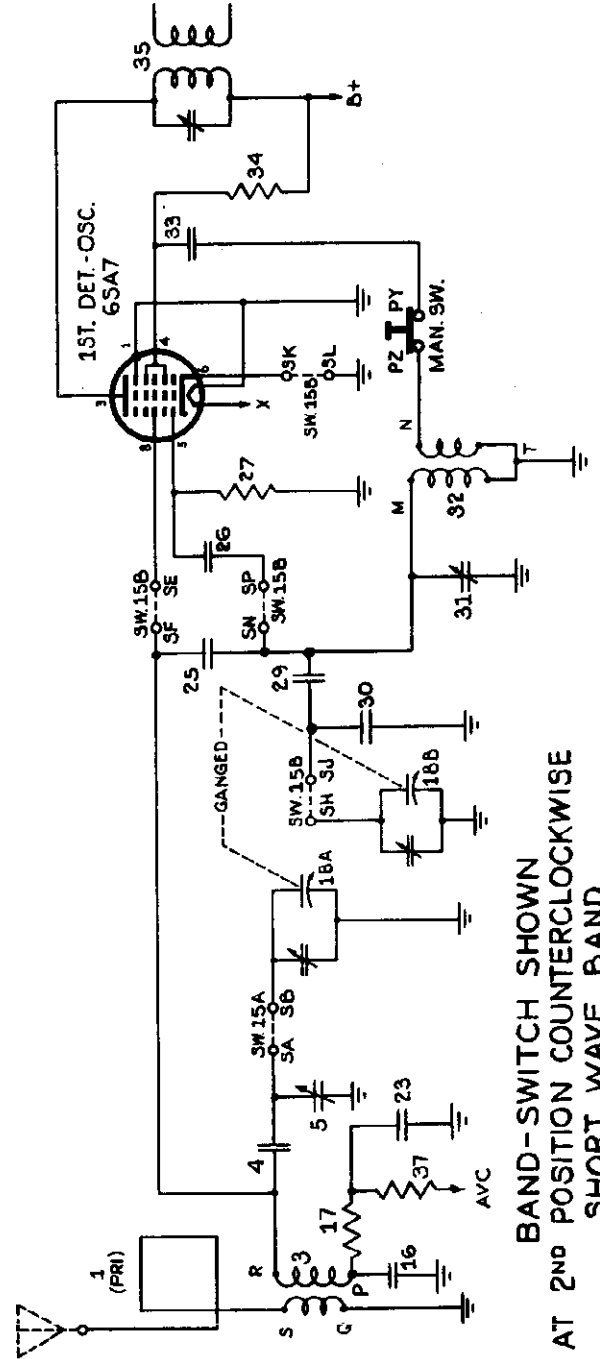 1
(PRI)
S
G
R
3
P
16
17
37
AVC
23
4
5
SW.15A
SA
SB
18A
GANGED
SW.15B
SH
SJ
18B
30
29
25
SW.15B
SF
SE
SN
SP
SW.15B
26
27
31
M
32
N
T
1ST. DET.-OSC.
6SA7
3
8
5
1
4
6
X
SK
SW.15B
SL
PZ
PY
MAN. SW.
33
34
35
B+
BAND-SWITCH SHOWN
AT 2ND POSITION COUNTERCLOCKWISE
SHORT WAVE BAND